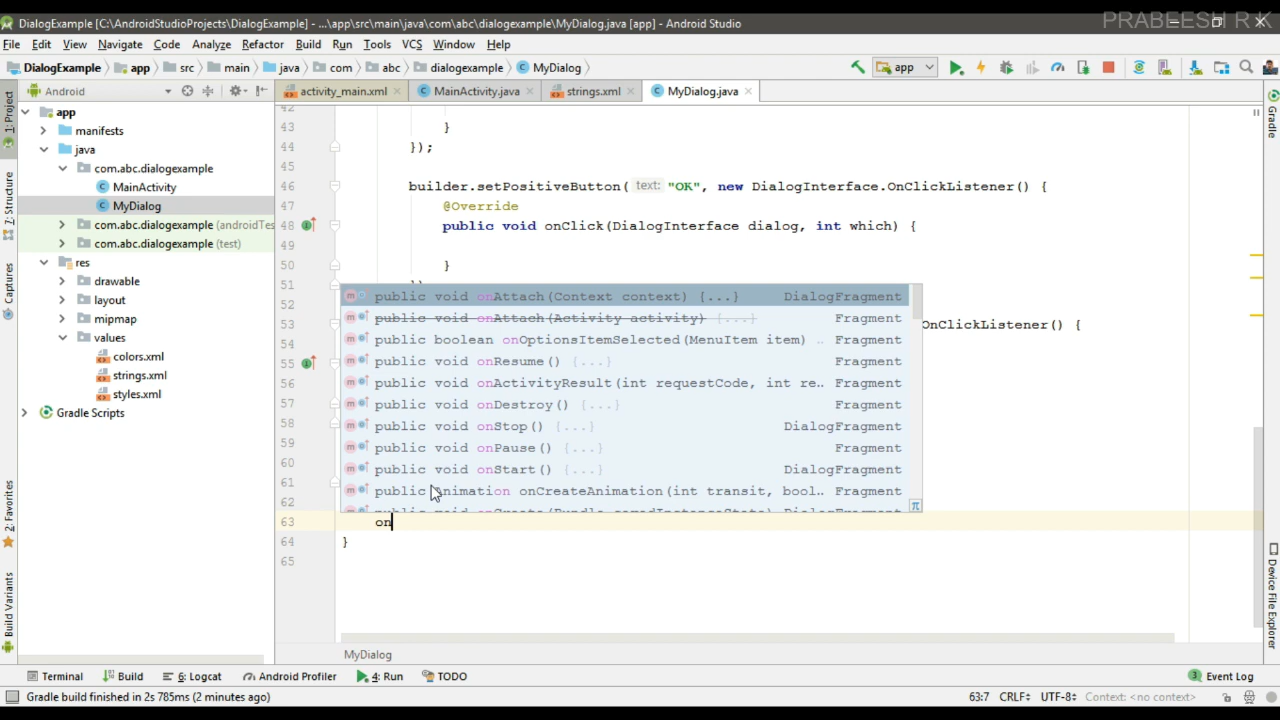 PRABEESH R K
DialogExample [C:\AndroidStudioProjects\DialogExample] - ...\app\src\main\java\com\abc\dialogexample\MyDialog.java [app] - Android Studio
File Edit View Navigate Code Analyze Refactor Build Run Tools VCS Window Help
DialogExample app src main java com abc dialogexample MyDialog app
Android activity_main.xml MainActivity.java strings.xml MyDialog.java
1: Project
7: Structure
Captures
2: Favorites
Build Variants
app
manifests
java
com.abc.dialogexample
MainActivity
MyDialog
com.abc.dialogexample (androidTes
com.abc.dialogexample (test)
res
drawable
layout
mipmap
values
colors.xml
strings.xml
styles.xml
Gradle Scripts
42
43 }
44 });
45
46 builder.setPositiveButton( text: "OK", new DialogInterface.OnClickListener() {
47 @Override
48 public void onClick(DialogInterface dialog, int which) {
49
50 }
51
52
53 OnClickListener() {
54
55
56
57
58
59
60
61
62
63 on
64 }
65
public void onAttach(Context context) {...} DialogFragment
public void onAttach(Activity activity) {...} Fragment
public boolean onOptionsItemSelected(MenuItem item) .. Fragment
public void onResume() {...} Fragment
public void onActivityResult(int requestCode, int re.. Fragment
public void onDestroy() {...} Fragment
public void onStop() {...} DialogFragment
public void onPause() {...} Fragment
public void onStart() {...} DialogFragment
public Animation onCreateAnimation(int transit, bool.. Fragment
public void onCreate(Bundle savedInstanceState) DialogFragment
π
MyDialog
Gradle
Device File Explorer
Terminal Build 6: Logcat Android Profiler 4: Run TODO 3 Event Log
Gradle build finished in 2s 785ms (2 minutes ago) 63:7 CRLF UTF-8 Context: <no context>